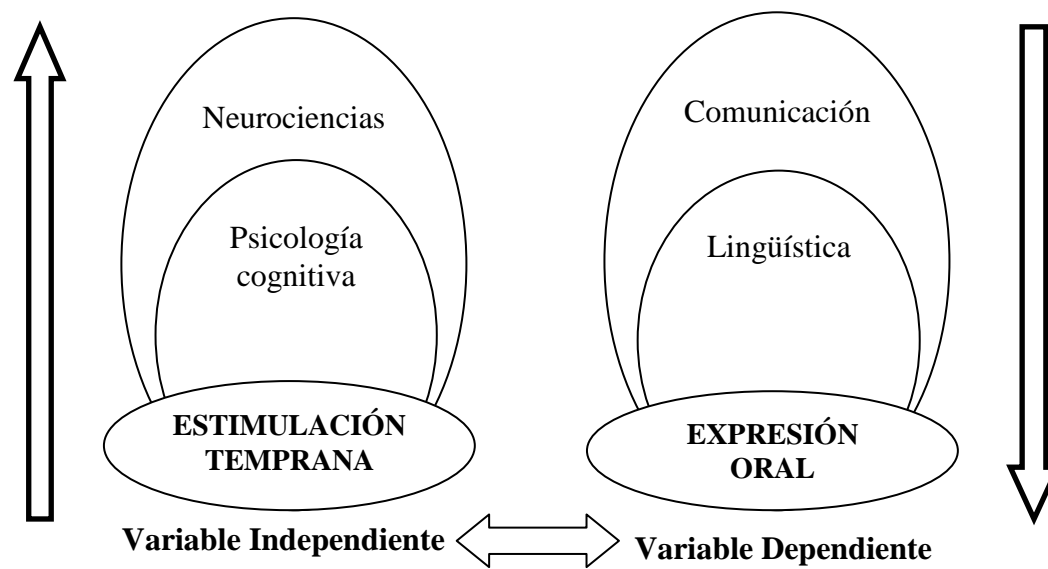 Neurociencias
Psicología
cognitiva
ESTIMULACIÓN
TEMPRANA
Variable Independiente
Comunicación
Lingüística
EXPRESIÓN
ORAL
Variable Dependiente